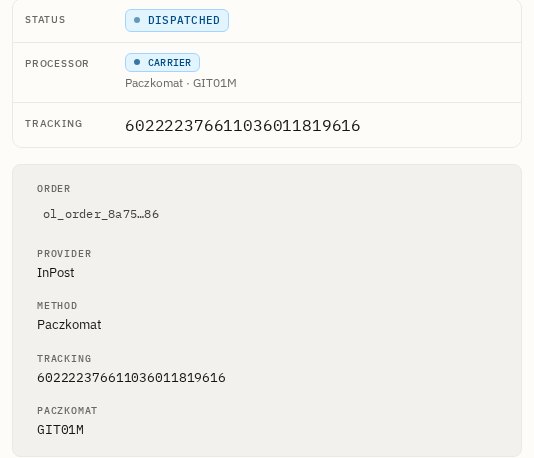 STATUS DISPATCHED
PROCESSOR CARRIER
Paczkomat · GIT01M
TRACKING 602222376611036011819616
ORDER
ol_order_8a75…86
PROVIDER
InPost
METHOD
Paczkomat
TRACKING
602222376611036011819616
PACZKOMAT
GIT01M